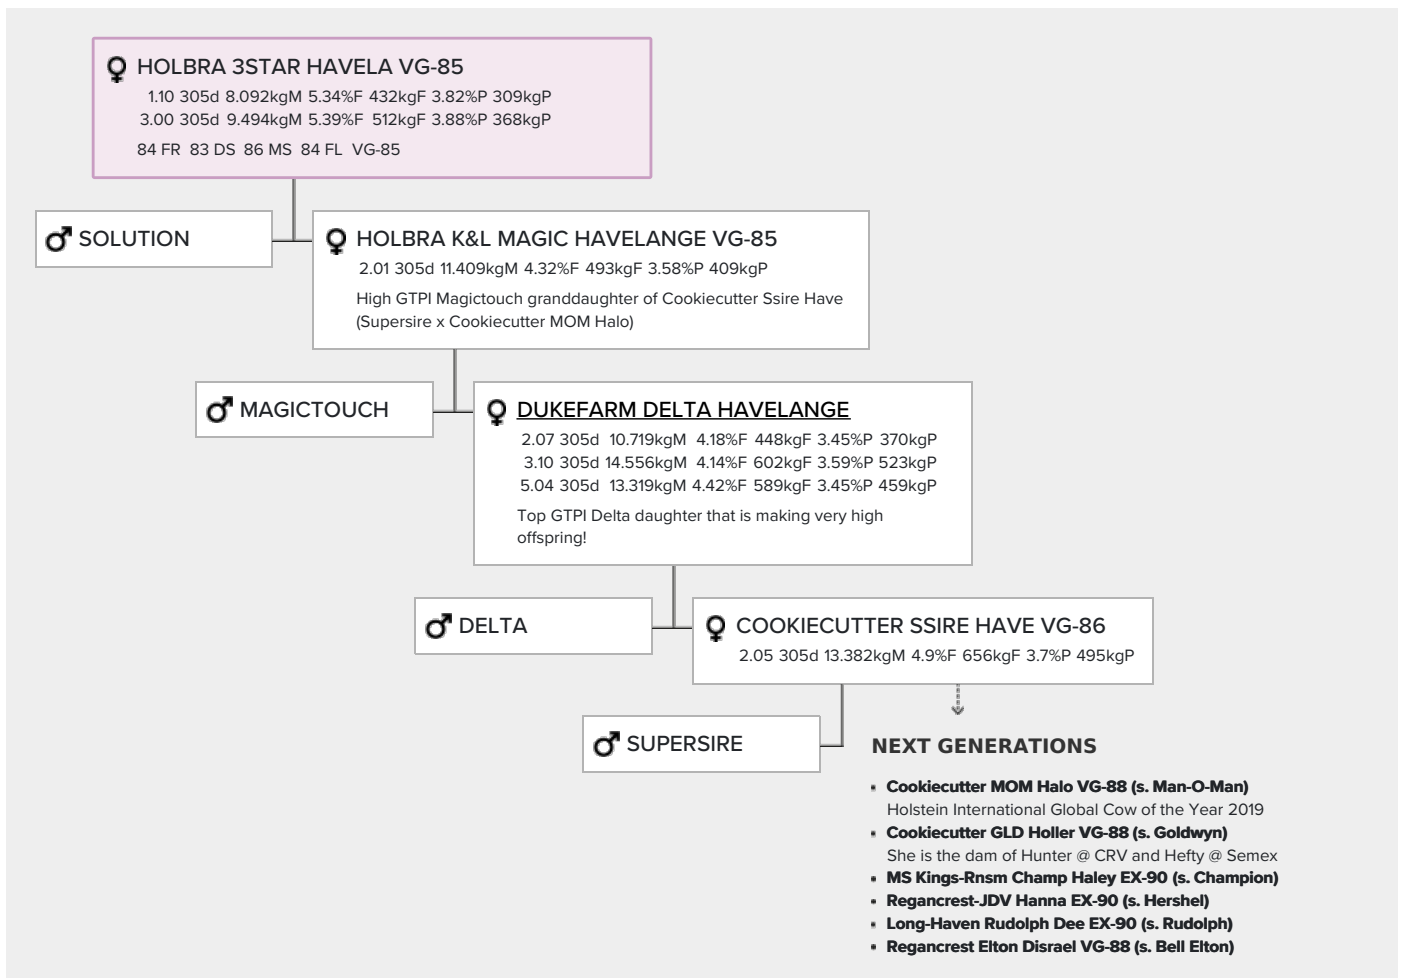 HOLBRA 3STAR HAVELA VG-85
1.10 305d 8.092kgM 5.34%F 432kgF 3.82%P 309kgP
3.00 305d 9.494kgM 5.39%F 512kgF 3.88%P 368kgP
84 FR 83 DS 86 MS 84 FL VG-85
SOLUTION
HOLBRA K&L MAGIC HAVELANGE VG-85
2.01 305d 11.409kgM 4.32%F 493kgF 3.58%P 409kgP
High GTPI Magictouch granddaughter of Cookiecutter Ssire Have
(Supersire x Cookiecutter MOM Halo)
MAGICTOUCH
DUKEFARM DELTA HAVELANGE
2.07 305d 10.719kgM 4.18%F 448kgF 3.45%P 370kgP
3.10 305d 14.556kgM 4.14%F 602kgF 3.59%P 523kgP
5.04 305d 13.319kgM 4.42%F 589kgF 3.45%P 459kgP
Top GTPI Delta daughter that is making very high
offspring!
DELTA
COOKIECUTTER SSIRE HAVE VG-86
2.05 305d 13.382kgM 4.9%F 656kgF 3.7%P 495kgP
SUPERSIRE
NEXT GENERATIONS
Cookiecutter MOM Halo VG-88 (s. Man-O-Man)
Holstein International Global Cow of the Year 2019
Cookiecutter GLD Holler VG-88 (s. Goldwyn)
She is the dam of Hunter @ CRV and Hefty @ Semex
MS Kings-Rnsm Champ Haley EX-90 (s. Champion)
Regancrest-JDV Hanna EX-90 (s. Hershel)
Long-Haven Rudolph Dee EX-90 (s. Rudolph)
Regancrest Elton Disrael VG-88 (s. Bell Elton)